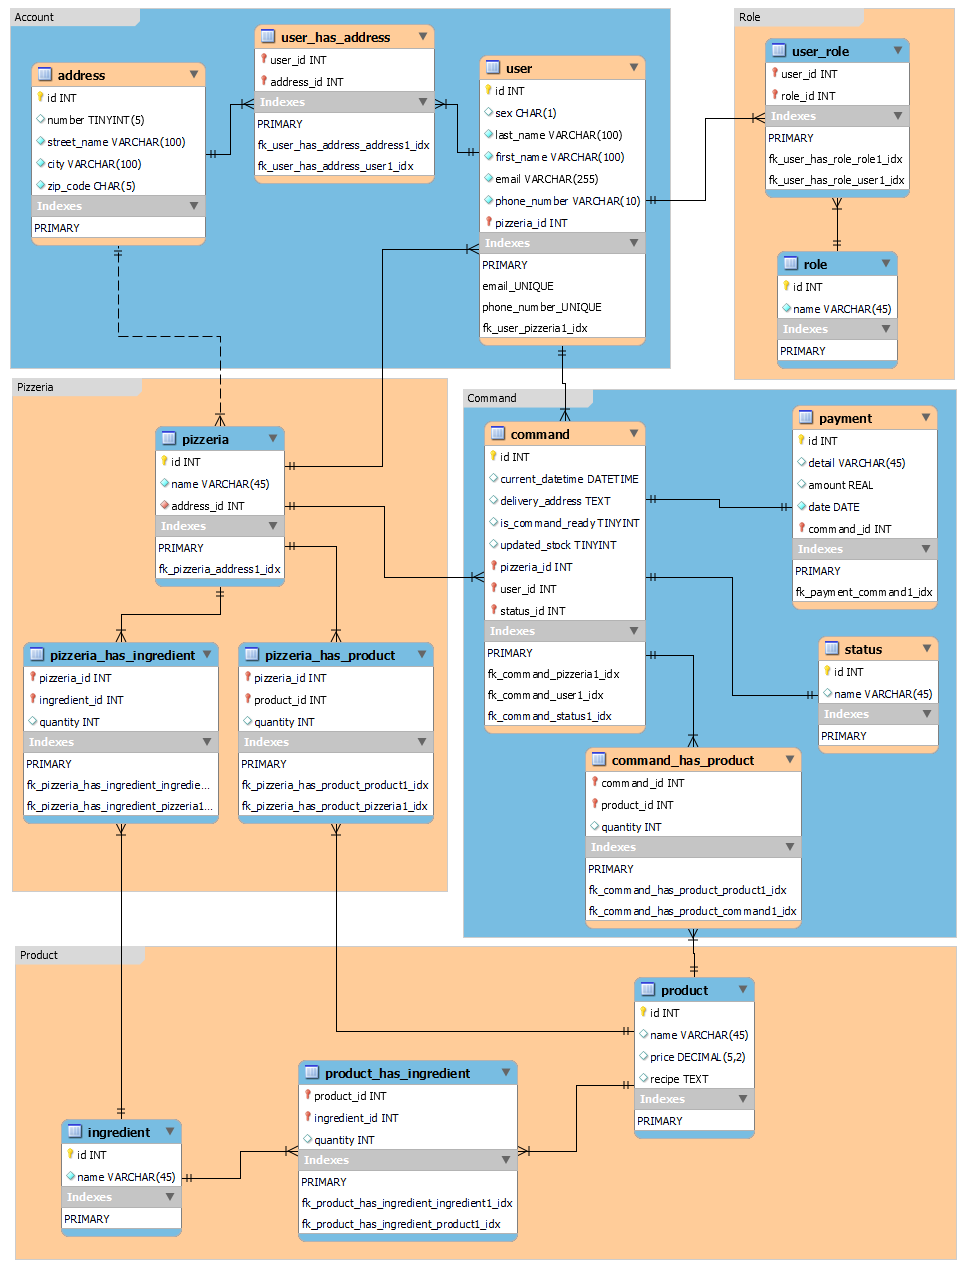 Account
address
id INT
number TINYINT(5)
street_name VARCHAR(100)
city VARCHAR(100)
zip_code CHAR(5)
Indexes
PRIMARY
user_has_address
user_id INT
address_id INT
Indexes
PRIMARY
fk_user_has_address_address1_idx
fk_user_has_address_user1_idx
user
id INT
sex CHAR(1)
last_name VARCHAR(100)
first_name VARCHAR(100)
email VARCHAR(255)
phone_number VARCHAR(10)
pizzeria_id INT
Indexes
PRIMARY
email_UNIQUE
phone_number_UNIQUE
fk_user_pizzeria1_idx
Role
user_role
user_id INT
role_id INT
Indexes
PRIMARY
fk_user_has_role_role1_idx
fk_user_has_role_user1_idx
role
id INT
name VARCHAR(45)
Indexes
PRIMARY
Pizzeria
pizzeria
id INT
name VARCHAR(45)
address_id INT
Indexes
PRIMARY
fk_pizzeria_address1_idx
pizzeria_has_ingredient
pizzeria_id INT
ingredient_id INT
quantity INT
Indexes
PRIMARY
fk_pizzeria_has_ingredient_ingredie...
fk_pizzeria_has_ingredient_pizzeria1...
pizzeria_has_product
pizzeria_id INT
product_id INT
quantity INT
Indexes
PRIMARY
fk_pizzeria_has_product_product1_idx
fk_pizzeria_has_product_pizzeria1_idx
Command
command
id INT
current_datetime DATETIME
delivery_address TEXT
is_command_ready TINYINT
updated_stock TINYINT
pizzeria_id INT
user_id INT
status_id INT
Indexes
PRIMARY
fk_command_pizzeria1_idx
fk_command_user1_idx
fk_command_status1_idx
payment
id INT
detail VARCHAR(45)
amount REAL
date DATE
command_id INT
Indexes
PRIMARY
fk_payment_command1_idx
status
id INT
name VARCHAR(45)
Indexes
PRIMARY
command_has_product
command_id INT
product_id INT
quantity INT
Indexes
PRIMARY
fk_command_has_product_product1_idx
fk_command_has_product_command1_idx
Product
product
id INT
name VARCHAR(45)
price DECIMAL(5,2)
recipe TEXT
Indexes
PRIMARY
product_has_ingredient
product_id INT
ingredient_id INT
quantity INT
Indexes
PRIMARY
fk_product_has_ingredient_ingredient1_idx
fk_product_has_ingredient_product1_idx
ingredient
id INT
name VARCHAR(45)
Indexes
PRIMARY